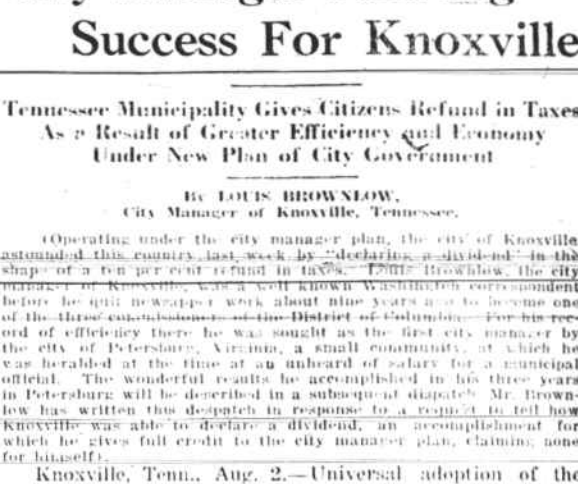 Success For Knoxville
Tennessee Municipality Gives Citizens Refund in Taxes
As a Result of Greater Efficiency and Economy
Under New Plan of City Government
By LOUIS BROWNLOW,
City Manager of Knoxville, Tennessee.
(Operating under the city manager plan, the city of Knoxville
astounded this country last week by "declaring a dividend" in the
shape of a ten per cent refund in taxes. Louis Brownlow, the city
manager of Knoxville, was a well known Washington correspondent
before he quit newspaper work about nine years ago to become one
of the three commissioners of the District of Columbia. For his rec-
ord of efficiency there he was sought as the first city manager by
the city of Petersburg, Virginia, a small community, at which he
was heralded at the time at an unheard of salary for a municipal
official. The wonderful results he accomplished in his three years
in Petersburg will be described in a subsequent dispatch. Mr. Brown-
low has written this despatch in response to a request to tell how
Knoxville was able to declare a dividend, an accomplishment for
which he gives full credit to the city manager plan, claiming none
for himself).
Knoxville, Tenn., Aug. 2.—Universal adoption of the